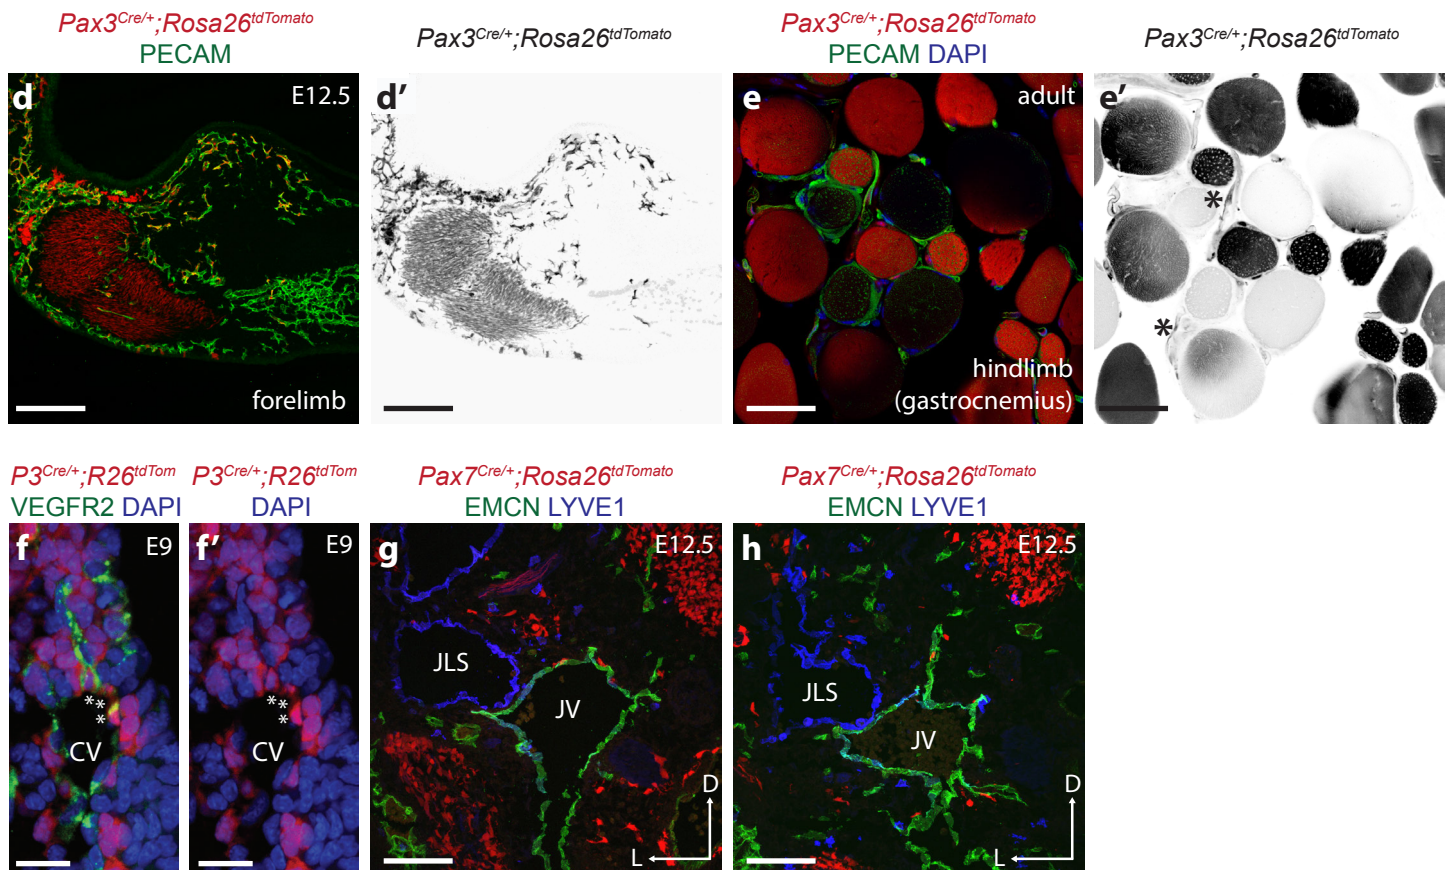 Pax3Cre/+;Rosa26tdTomato
PECAM
d
E12.5
forelimb
Pax3Cre/+;Rosa26tdTomato
d′
Pax3Cre/+;Rosa26tdTomato
PECAM DAPI
e
adult
hindlimb
(gastrocnemius)
Pax3Cre/+;Rosa26tdTomato
e′
*
*
P3Cre/+;R26tdTom
VEGFR2 DAPI
f
E9
***
CV
P3Cre/+;R26tdTom
DAPI
f′
E9
***
CV
Pax7Cre/+;Rosa26tdTomato
EMCN LYVE1
g
E12.5
JLS
JV
D
L
Pax7Cre/+;Rosa26tdTomato
EMCN LYVE1
h
E12.5
JLS
JV
D
L